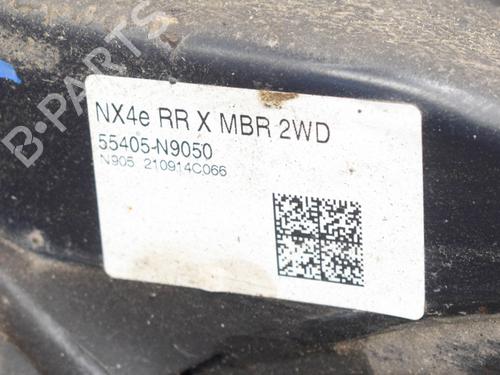 NX4e RR X MBR 2WD
55405-N9050
N905 210914C066
B-PARTS